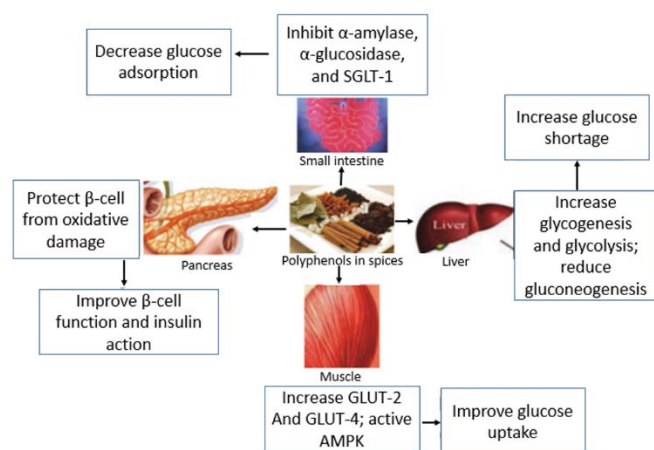 Decrease glucose
adsorption
Inhibit α-amylase,
α-glucosidase,
and SGLT-1
Small intestine
Increase glucose
shortage
Protect β-cell
from oxidative
damage
Pancreas
Polyphenols in spices
Liver
Liver
Increase
glycogenesis
and glycolysis;
reduce
gluconeogenesis
Improve β-cell
function and insulin
action
Muscle
Increase GLUT-2
And GLUT-4; active
AMPK
Improve glucose
uptake